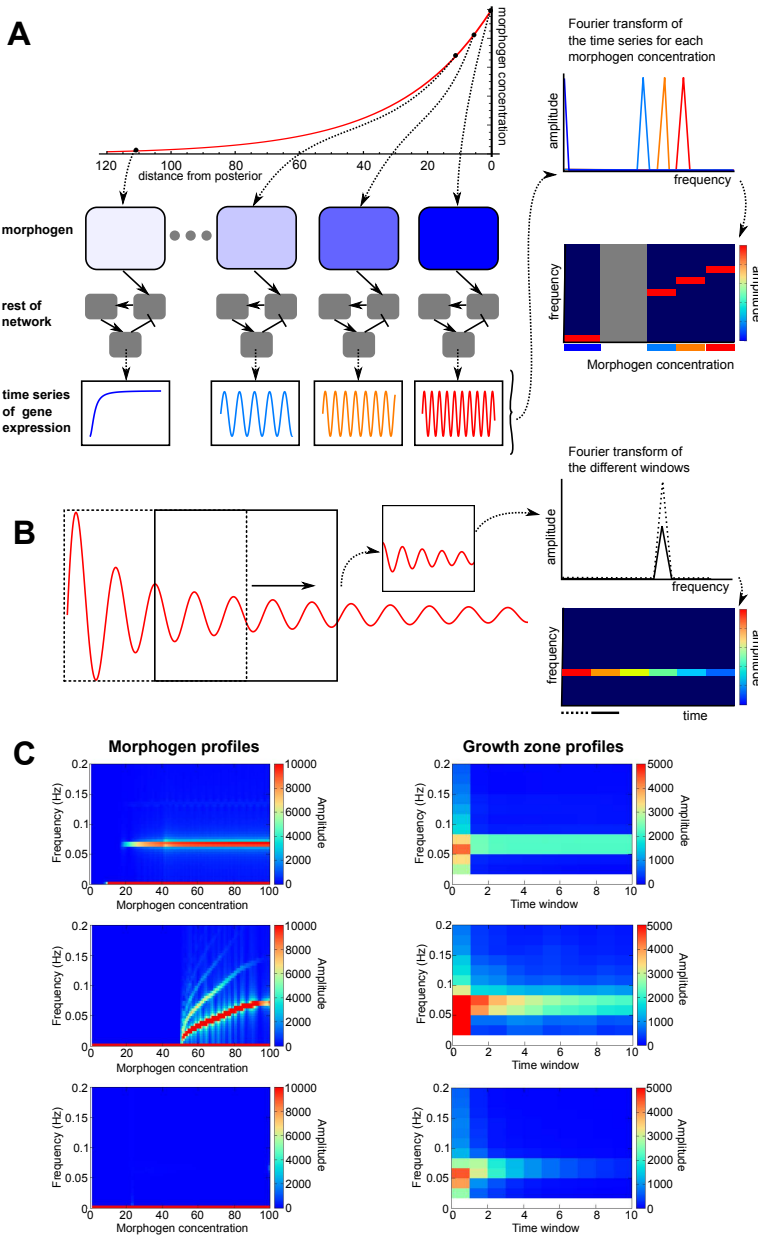 A
morphogen concentration
120
100
80
60
40
20
0
distance from posterior
morphogen
rest of
network
time series
of gene
expression
Fourier transform of
the time series for each
morphogen concentration
amplitude
frequency
frequency
amplitude
Morphogen concentration
B
Fourier transform of
the different windows
amplitude
frequency
frequency
amplitude
time
C
Morphogen profiles
Growth zone profiles
0.2
0.15
0.1
0.05
0
Frequency (Hz)
0 20 40 60 80 100
Morphogen concentration
10000
8000
6000
4000
2000
0
Amplitude
0.2
0.15
0.1
0.05
0
Frequency (Hz)
0 2 4 6 8 10
Time window
5000
4000
3000
2000
1000
0
Amplitude
0.2
0.15
0.1
0.05
0
Frequency (Hz)
0 20 40 60 80 100
Morphogen concentration
10000
8000
6000
4000
2000
0
Amplitude
0.2
0.15
0.1
0.05
0
Frequency (Hz)
0 2 4 6 8 10
Time window
5000
4000
3000
2000
1000
0
Amplitude
0.2
0.15
0.1
0.05
0
Frequency (Hz)
0 20 40 60 80 100
Morphogen concentration
10000
8000
6000
4000
2000
0
Amplitude
0.2
0.15
0.1
0.05
0
Frequency (Hz)
0 2 4 6 8 10
Time window
5000
4000
3000
2000
1000
0
Amplitude